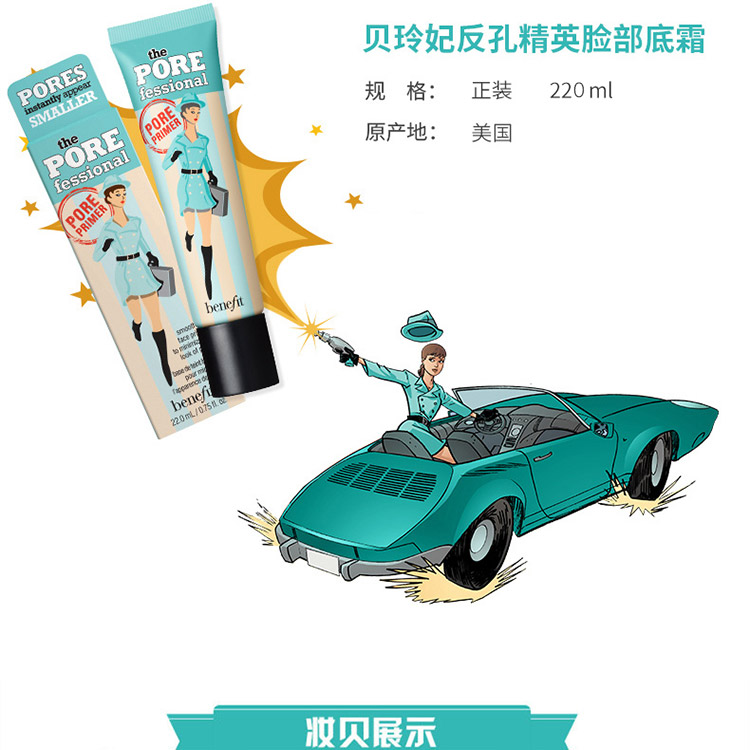 贝玲妃反孔精英脸部底霜
规 格： 正装 220ml
原产地： 美国
PORES
instantly appear
SMALLER
the
PORE
fessional
PORE
PRIMER
benefit
22.0 mL / 0.75 fl. oz
the
PORE
fessional
PORE
PRIMER
benefit
妆贝展示